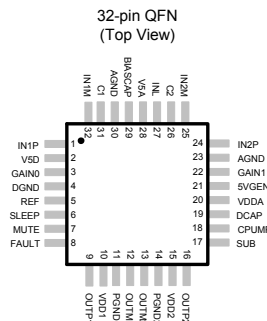 32-pin QFN
(Top View)
IN1M
C1
AGND
BIASCAP
V5A
INL
C2
IN2M
32
31
30
29
28
27
26
25
IN1P
1
24
IN2P
V5D
2
23
AGND
GAIN0
3
22
GAIN1
DGND
4
21
5VGEN
REF
5
20
VDDA
SLEEP
6
19
DCAP
MUTE
7
18
CPUMP
FAULT
8
17
SUB
9
10
11
12
13
14
15
16
OUTP
VDD1
PGND
OUTM
OUTM
PGND
VDD2
OUTP